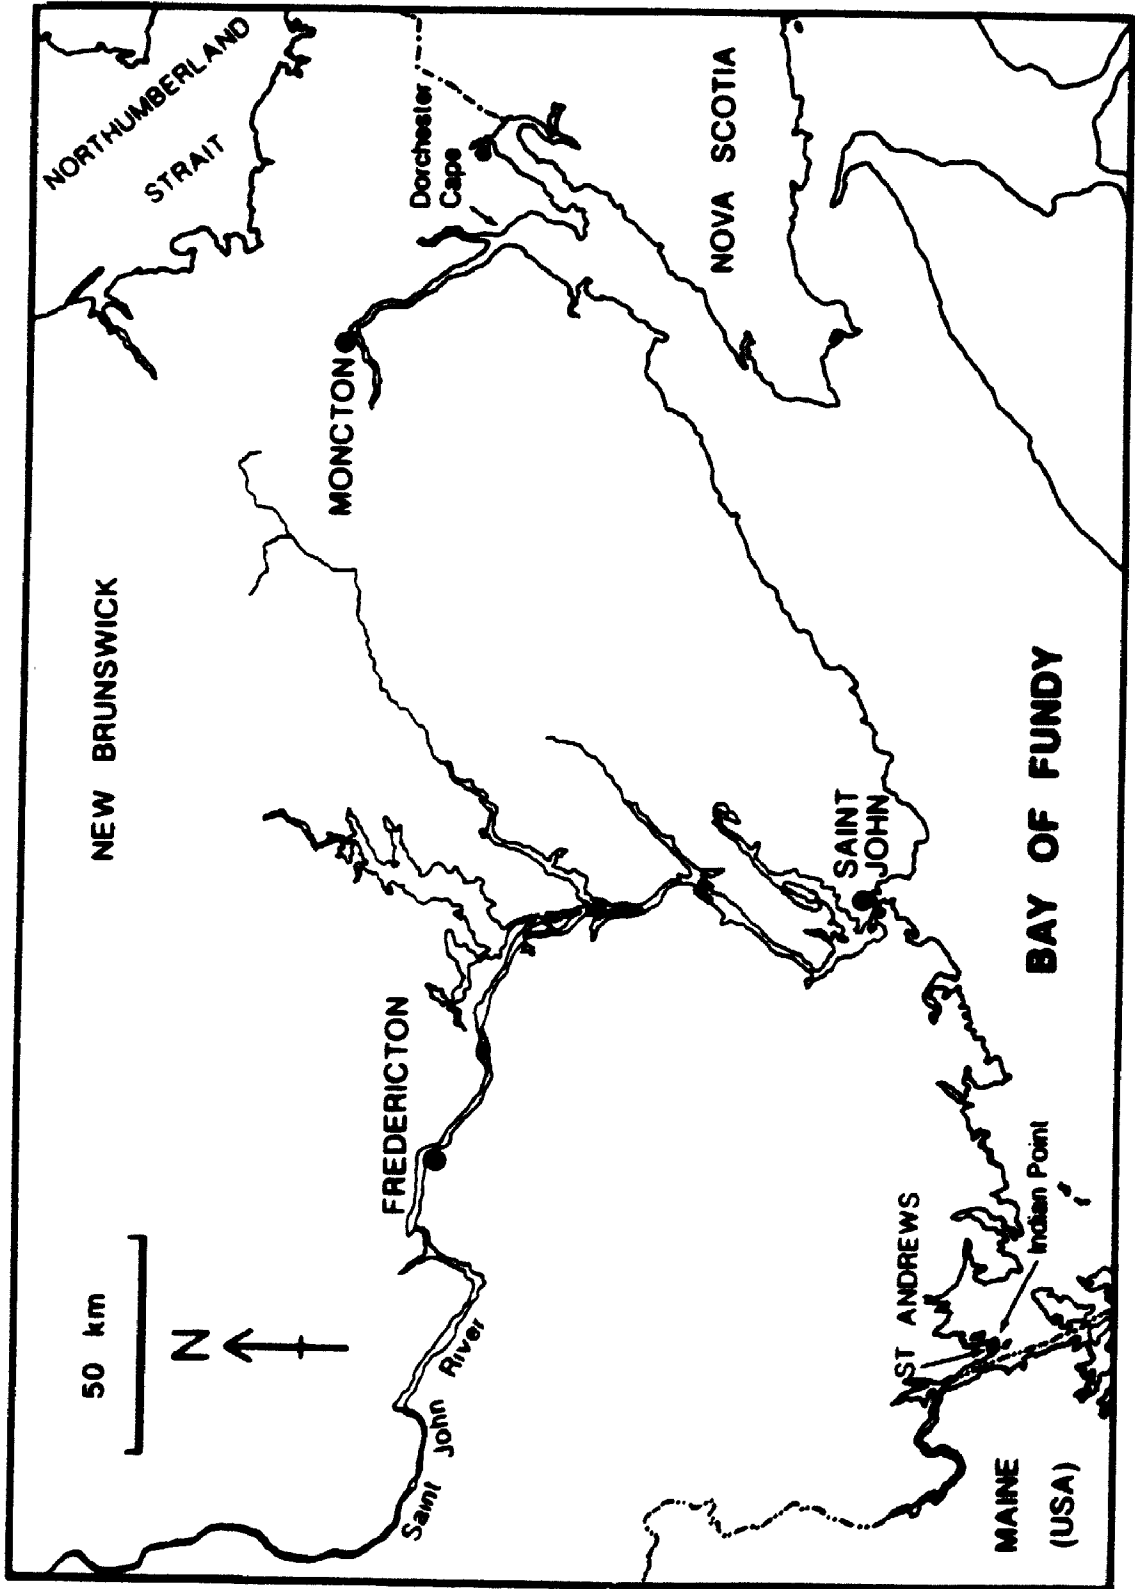 NORTHUMBERLAND
STRAIT
NEW BRUNSWICK
50 km
N
Dorchester
Cape
MONCTON
FREDERICTON
Saint John River
NOVA SCOTIA
SAINT
JOHN
ST ANDREWS
Indian Point
BAY OF FUNDY
MAINE
(USA)